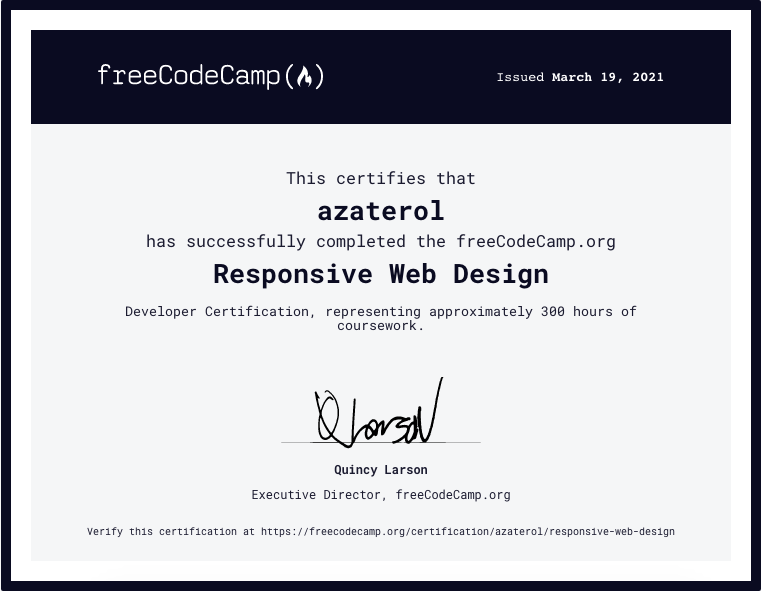 freeCodeCamp(🔥)
Issued March 19, 2021
This certifies that
azaterol
has successfully completed the freeCodeCamp.org
Responsive Web Design
Developer Certification, representing approximately 300 hours of
coursework.
Q Larson
Quincy Larson
Executive Director, freeCodeCamp.org
Verify this certification at https://freecodecamp.org/certification/azaterol/responsive-web-design